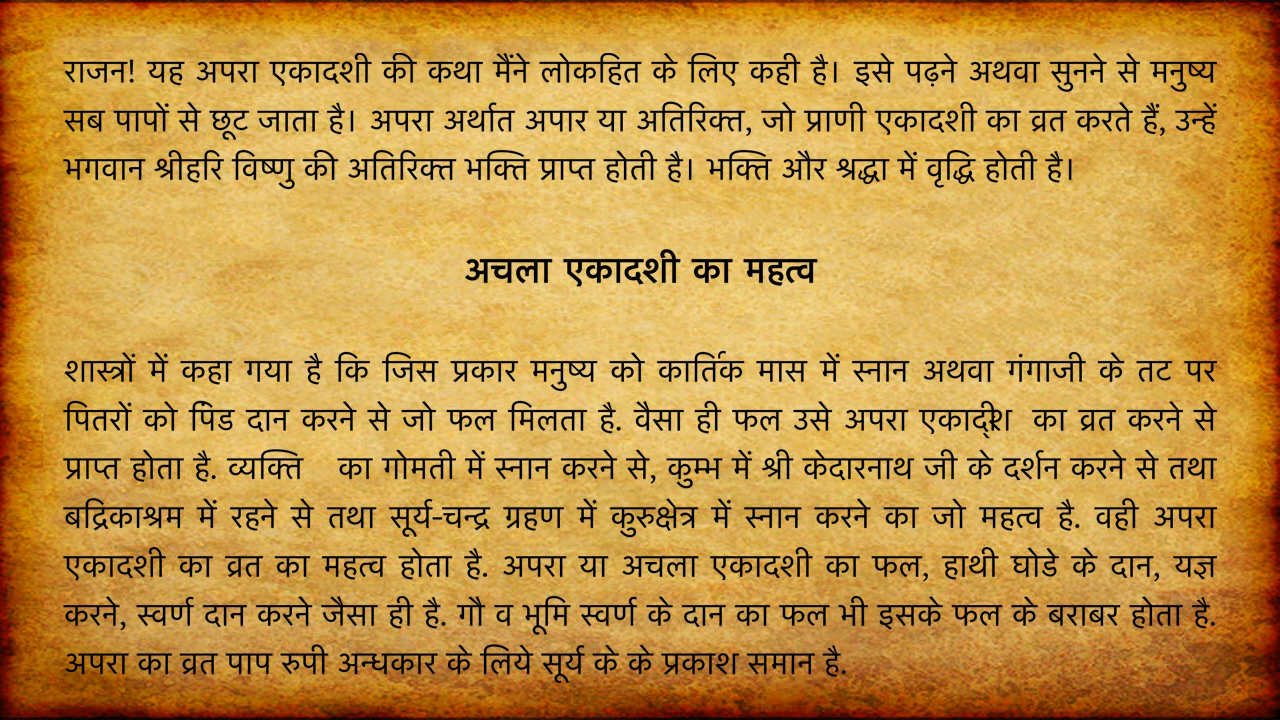 राजन! यह अपरा एकादशी की कथा मैंने लोकहित के लिए कही है। इसे पढ़ने अथवा सुनने से मनुष्य
सब पापों से छूट जाता है। अपरा अर्थात अपार या अतिरिक्त, जो प्राणी एकादशी का व्रत करते हैं, उन्हें
भगवान श्रीहरि विष्णु की अतिरिक्त भक्ति प्राप्त होती है। भक्ति और श्रद्धा में वृद्धि होती है।
अचला एकादशी का महत्व
शास्त्रों में कहा गया है कि जिस प्रकार मनुष्य को कार्तिक मास में स्नान अथवा गंगाजी के तट पर
पितरों को पिंड दान करने से जो फल मिलता है. वैसा ही फल उसे अपरा का व्रत करने से
प्राप्त होता है. व्यक्ति का गोमती में स्नान करने से, कुम्भ में श्री केदारनाथ जी के दर्शन करने से तथा
बद्रिकाश्रम में रहने से तथा सूर्य-चन्द्र ग्रहण में कुरुक्षेत्र में स्नान करने का जो महत्व है. वही अपरा
एकादशी का व्रत का महत्व होता है. अपरा या अचला एकादशी का फल, हाथी घोडे के दान, यज्ञ
करने, स्वर्ण दान करने जैसा ही है. गौ व भूमि स्वर्ण के दान का फल भी इसके फल के बराबर होता है.
अपरा का व्रत पाप रुपी अन्धकार के लिये सूर्य के के प्रकाश समान है.